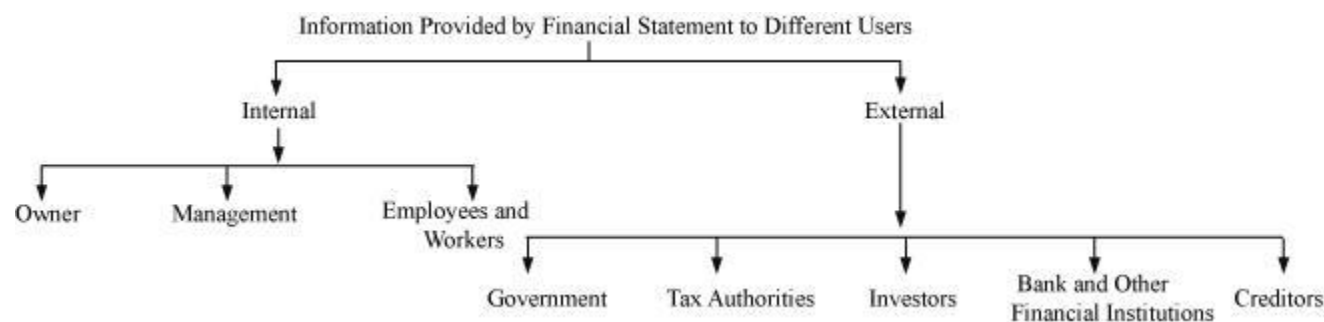 Information Provided by Financial Statement to Different Users
Internal
External
Owner
Management
Employees and
Workers
Government
Tax Authorities
Investors
Bank and Other
Financial Institutions
Creditors